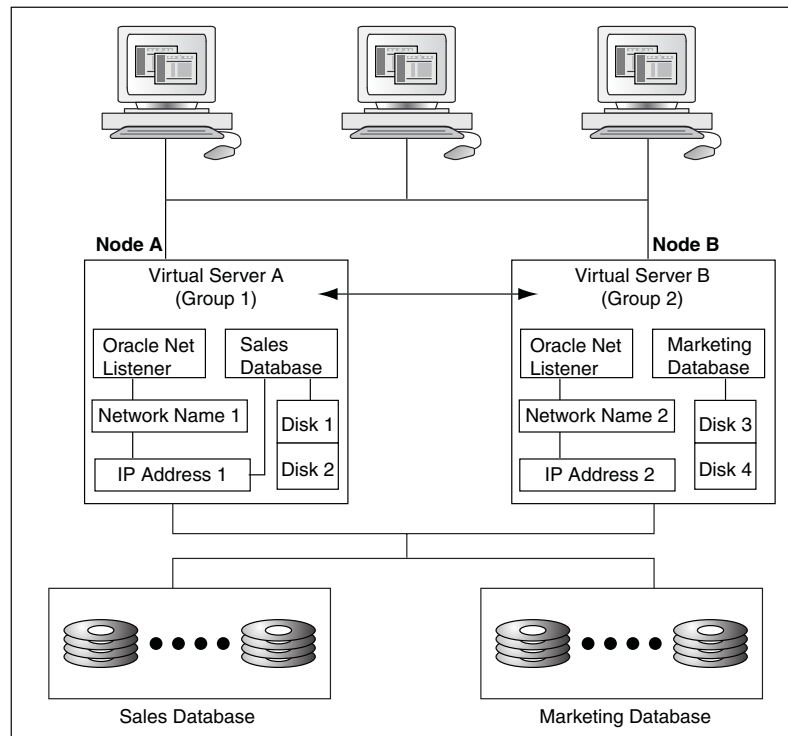 Node A
Node B
Virtual Server A
(Group 1)
Virtual Server B
(Group 2)
Oracle Net
Listener
Sales
Database
Network Name 1
Disk 1
IP Address 1
Disk 2
Oracle Net
Listener
Marketing
Database
Network Name 2
Disk 3
IP Address 2
Disk 4
Sales Database
Marketing Database